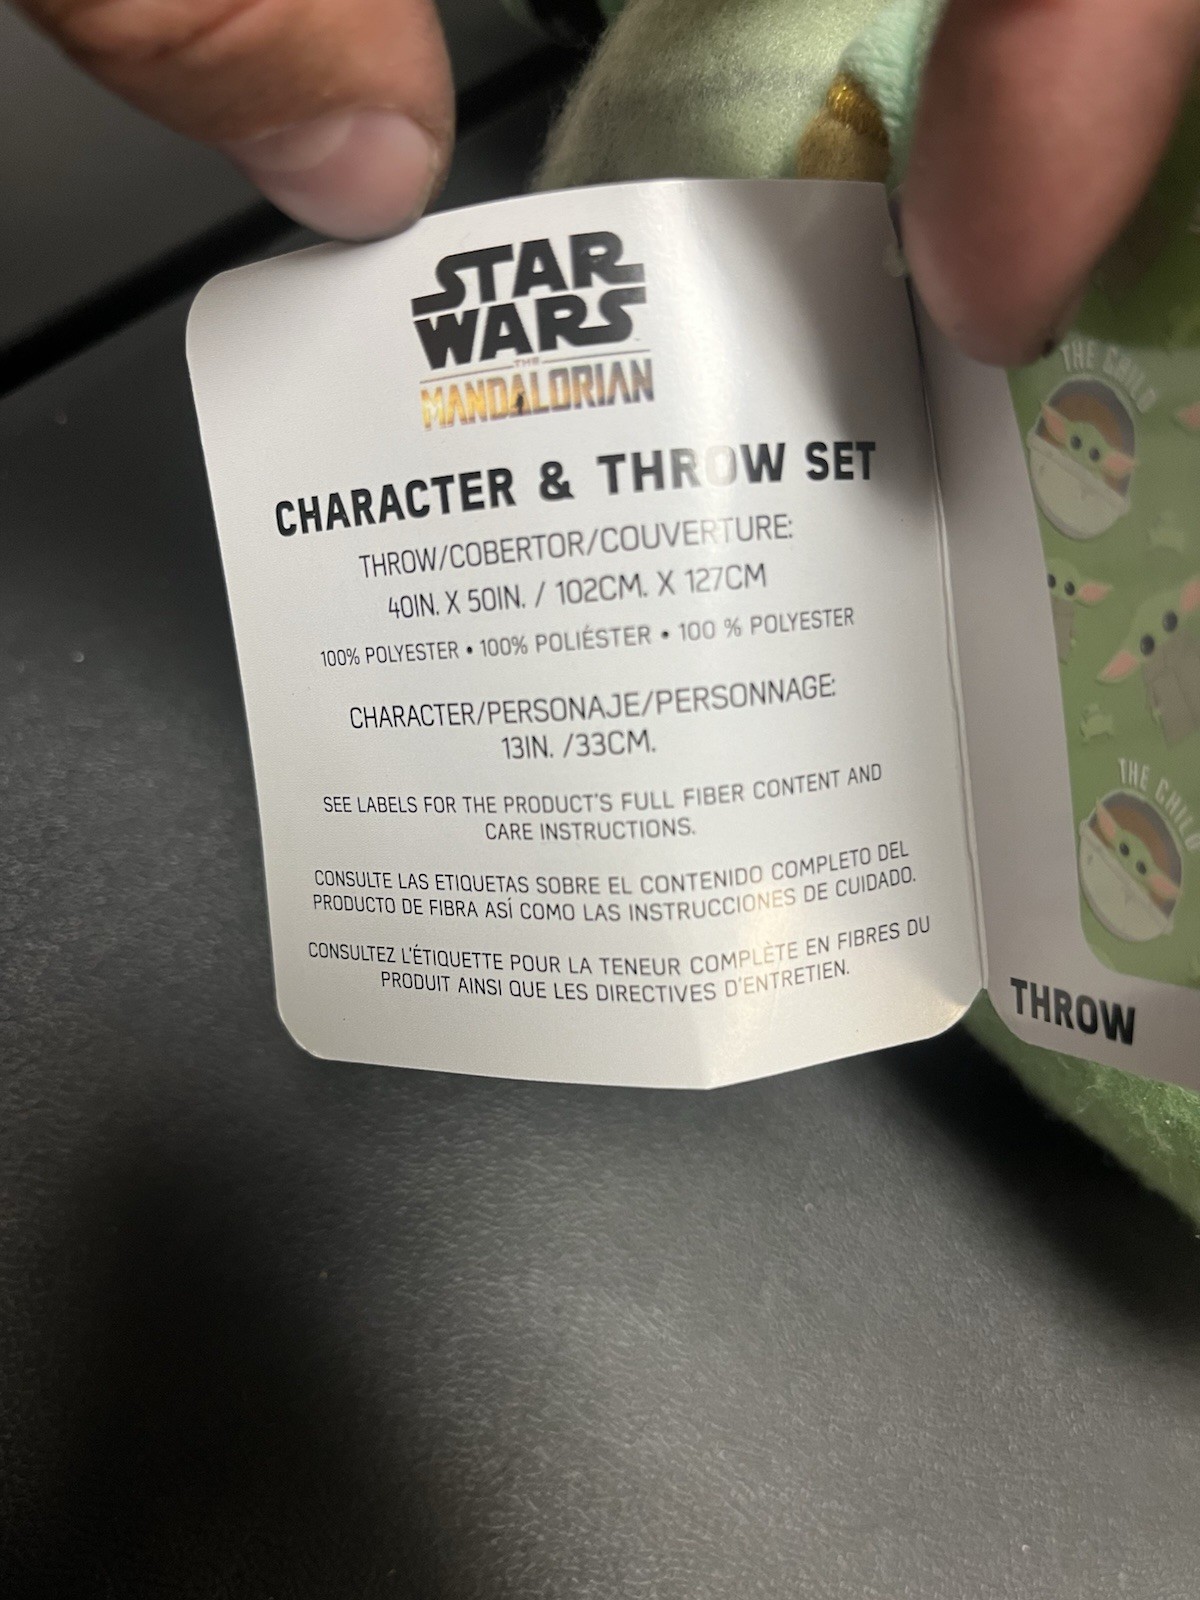 STAR
WARS
THE
MANDALORIAN
CHARACTER & THROW SET
THROW/COBERTOR/COUVERTURE:
40IN. X 50IN. / 102CM. X 127CM
100% POLYESTER • 100% POLIÉSTER • 100 % POLYESTER
CHARACTER/PERSONAJE/PERSONNAGE:
13IN. /33CM.
SEE LABELS FOR THE PRODUCT'S FULL FIBER CONTENT AND
CARE INSTRUCTIONS.
CONSULTE LAS ETIQUETAS SOBRE EL CONTENIDO COMPLETO DEL
PRODUCTO DE FIBRA ASÍ COMO LAS INSTRUCCIONES DE CUIDADO.
CONSULTEZ L'ÉTIQUETTE POUR LA TENEUR COMPLÈTE EN FIBRES DU
PRODUIT AINSI QUE LES DIRECTIVES D'ENTRETIEN.
THE CHILD
THE CHILD
THROW